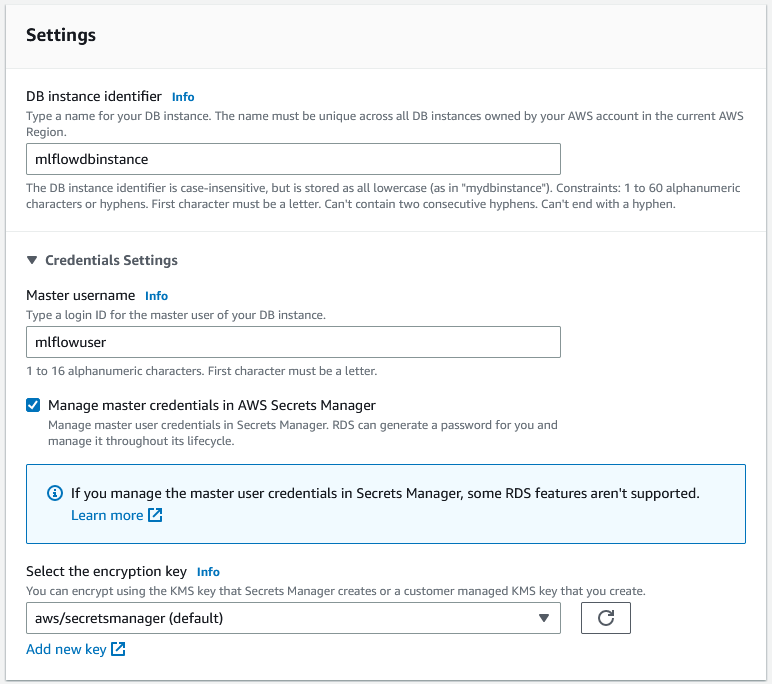 Settings
DB instance identifier Info
Type a name for your DB instance. The name must be unique across all DB instances owned by your AWS account in the current AWS
Region.
mlflowdbinstance
The DB instance identifier is case-insensitive, but is stored as all lowercase (as in "mydbinstance"). Constraints: 1 to 60 alphanumeric
characters or hyphens. First character must be a letter. Can't contain two consecutive hyphens. Can't end with a hyphen.
Credentials Settings
Master username Info
Type a login ID for the master user of your DB instance.
mlflowuser
1 to 16 alphanumeric characters. First character must be a letter.
Manage master credentials in AWS Secrets Manager
Manage master user credentials in Secrets Manager. RDS can generate a password for you and
manage it throughout its lifecycle.
If you manage the master user credentials in Secrets Manager, some RDS features aren't supported.
Learn more
Select the encryption key Info
You can encrypt using the KMS key that Secrets Manager creates or a customer managed KMS key that you create.
aws/secretsmanager (default)
Add new key